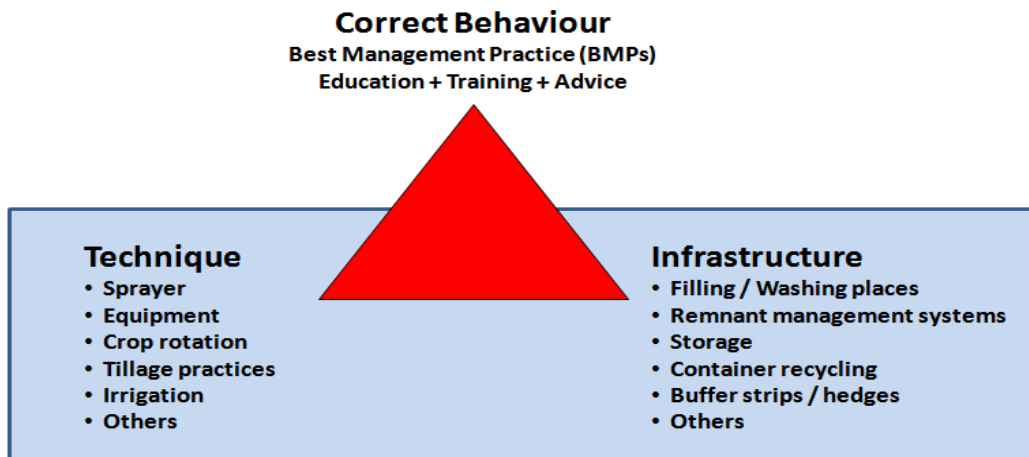 Correct Behaviour
Best Management Practice (BMPs)
Education + Training + Advice
Technique
• Sprayer
• Equipment
• Crop rotation
• Tillage practices
• Irrigation
• Others
Infrastructure
• Filling / Washing places
• Remnant management systems
• Storage
• Container recycling
• Buffer strips / hedges
• Others